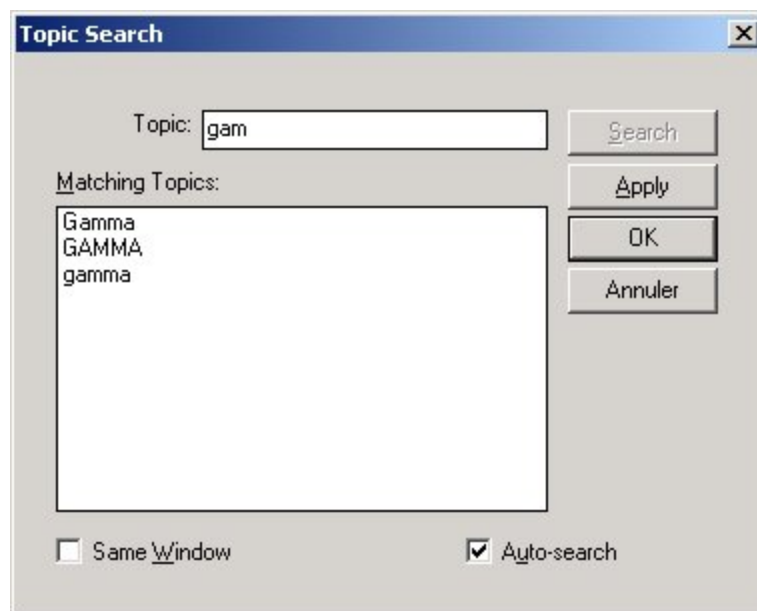 Topic Search
Topic: gam
Search
Matching Topics:
Apply
Gamma
GAMMA
gamma
OK
Annuler
Same Window
Auto-search